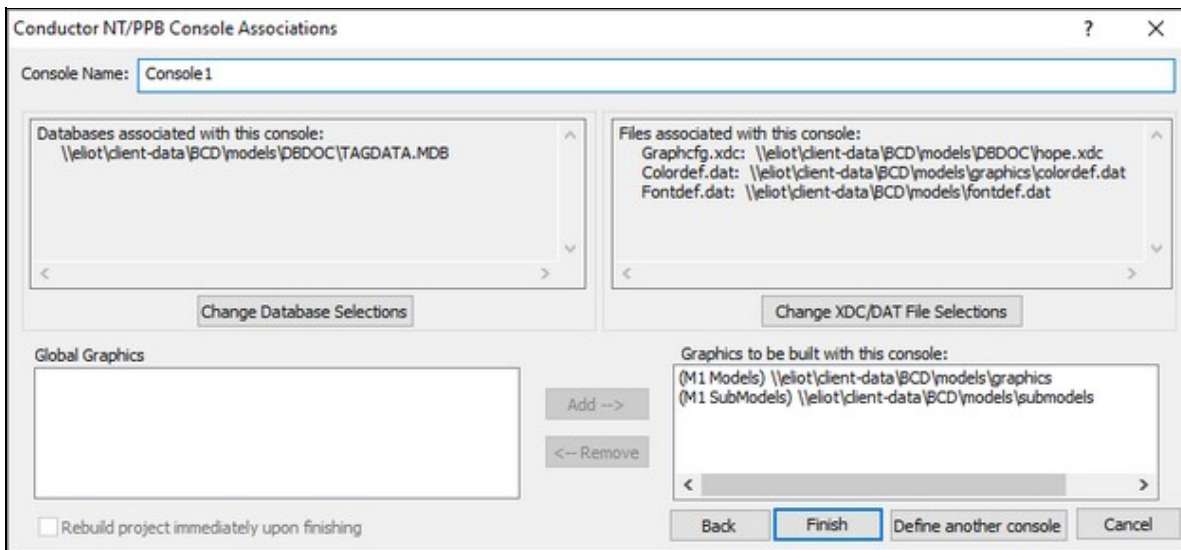 Conductor NT/PPB Console Associations
?
Console Name: Console1
Databases associated with this console:
\\eliot\client-data\BCD\models\DBDOC\TAGDATA.MDB
Change Database Selections
Files associated with this console:
Graphcfg.xdc: \\eliot\client-data\BCD\models\DBDOC\hope.xdc
Colordef.dat: \\eliot\client-data\BCD\models\graphics\colordef.dat
Fontdef.dat: \\eliot\client-data\BCD\models\fontdef.dat
Change XDC/DAT File Selections
Global Graphics
Add -->
<-- Remove
Graphics to be built with this console:
(M1 Models) \\eliot\client-data\BCD\models\graphics
(M1 SubModels) \\eliot\client-data\BCD\models\submodels
Rebuild project immediately upon finishing
Back
Finish
Define another console
Cancel